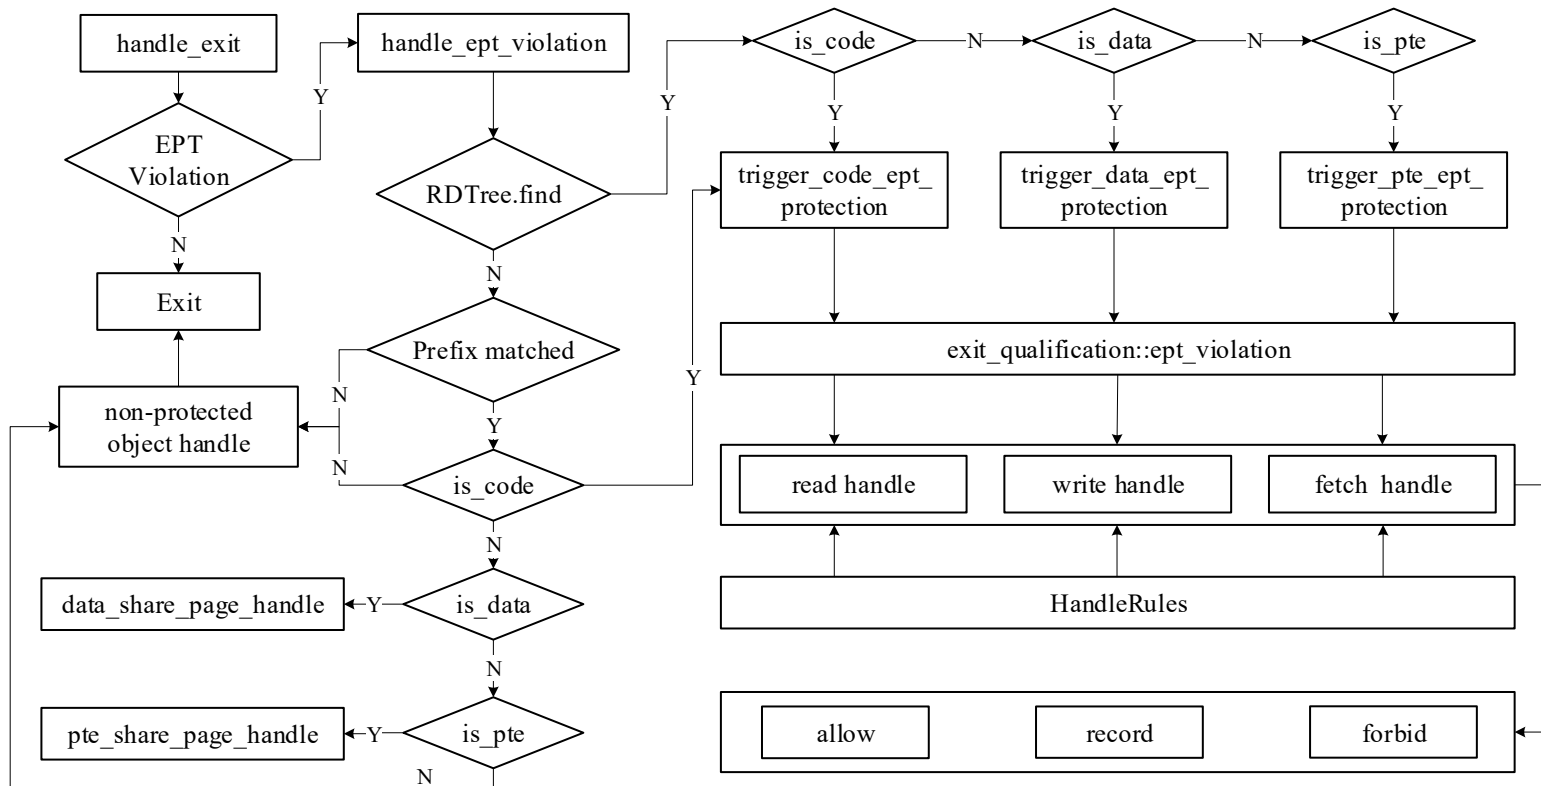 handle_exit
handle_ept_violation
is_code
N
is_data
N
is_pte
Y
Y
Y
Y
Y
EPT
Violation
RDTree.find
trigger_code_ept_
protection
trigger_data_ept_
protection
trigger_pte_ept_
protection
N
N
Exit
Prefix matched
exit_qualification::ept_violation
N
Y
non-protected
object handle
Y
N
is_code
read handle
write handle
fetch handle
N
data_share_page_handle
Y
is_data
HandleRules
N
pte_share_page_handle
Y
is_pte
allow
record
forbid
N